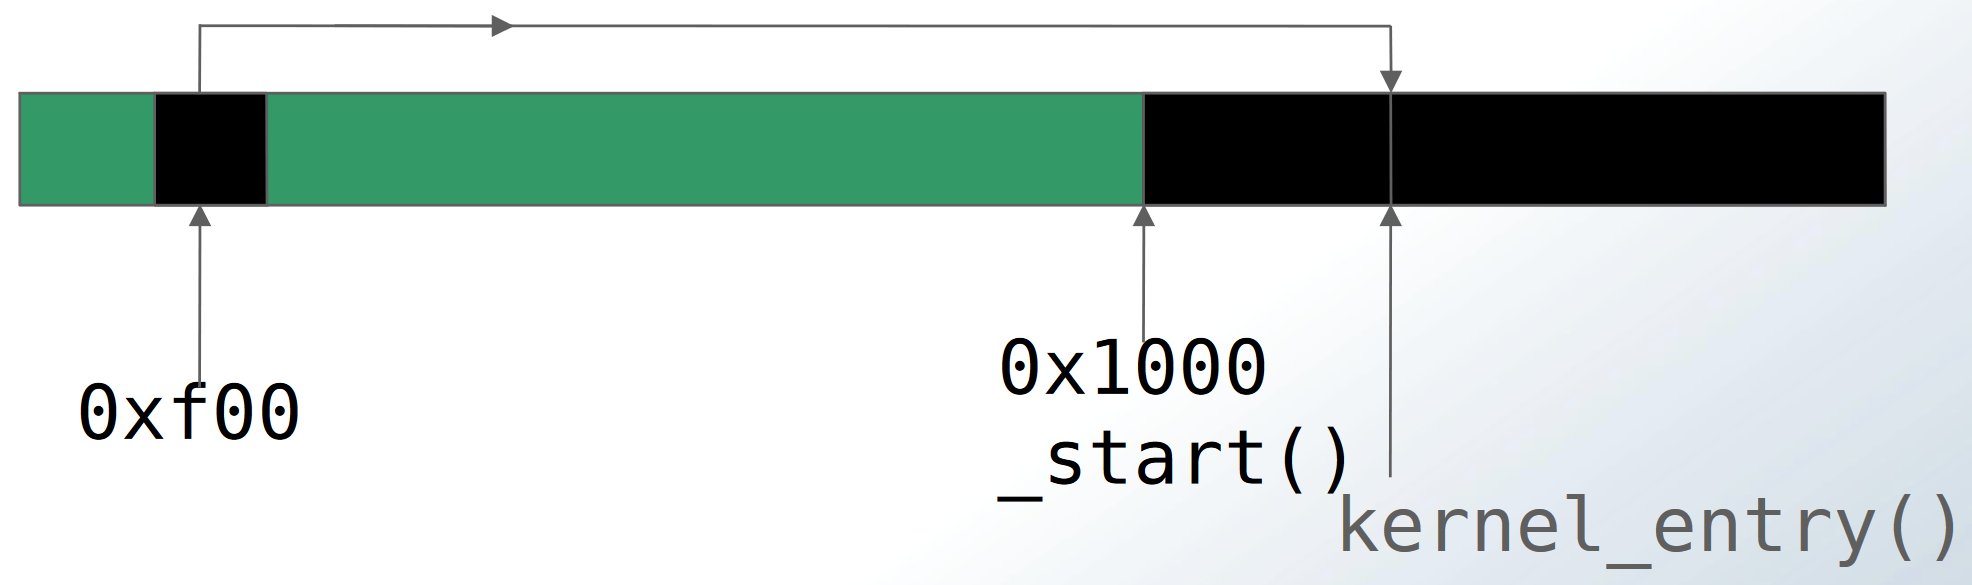 0xf00
0x1000
_start()
kernel_entry()